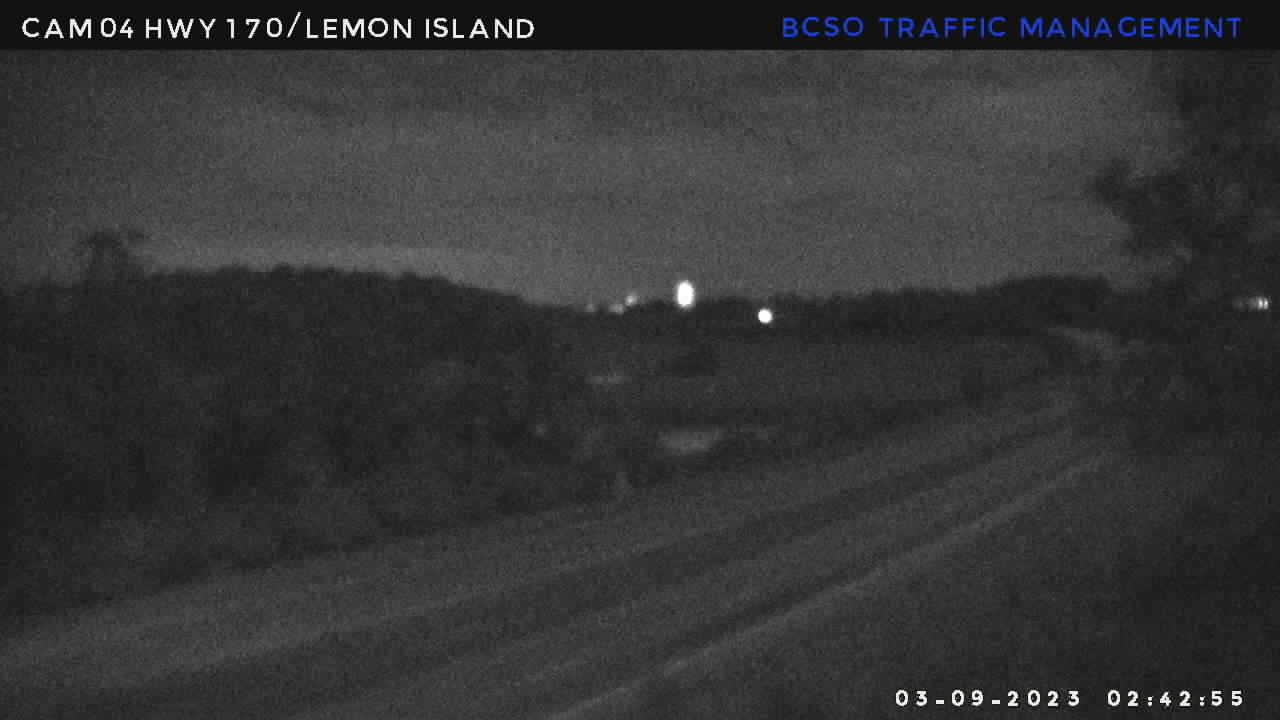 CAM04 HWY 170/LEMON ISLAND
BCSO TRAFFIC MANAGEMENT
03-09-2023 02:42:55